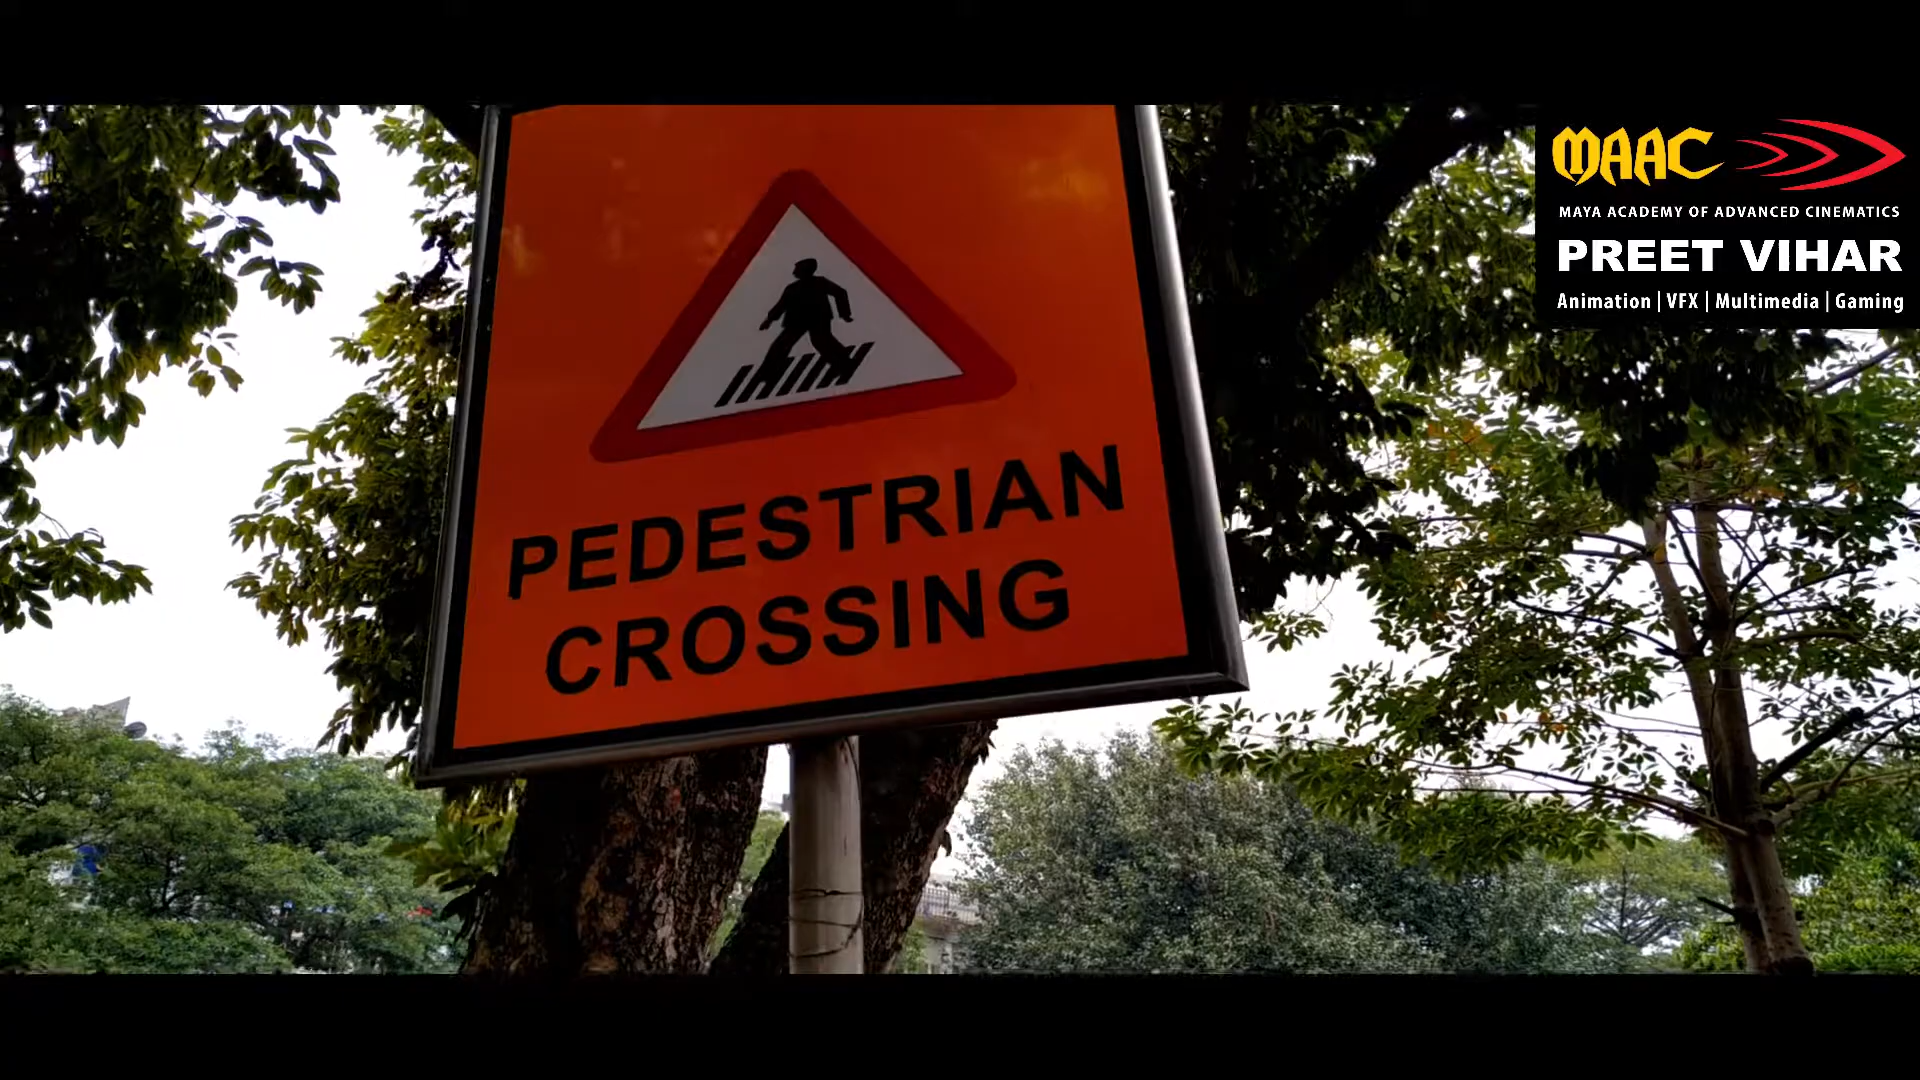 MAAC
MAYA ACADEMY OF ADVANCED CINEMATICS
PREET VIHAR
Animation | VFX | Multimedia | Gaming
PEDESTRIAN
CROSSING